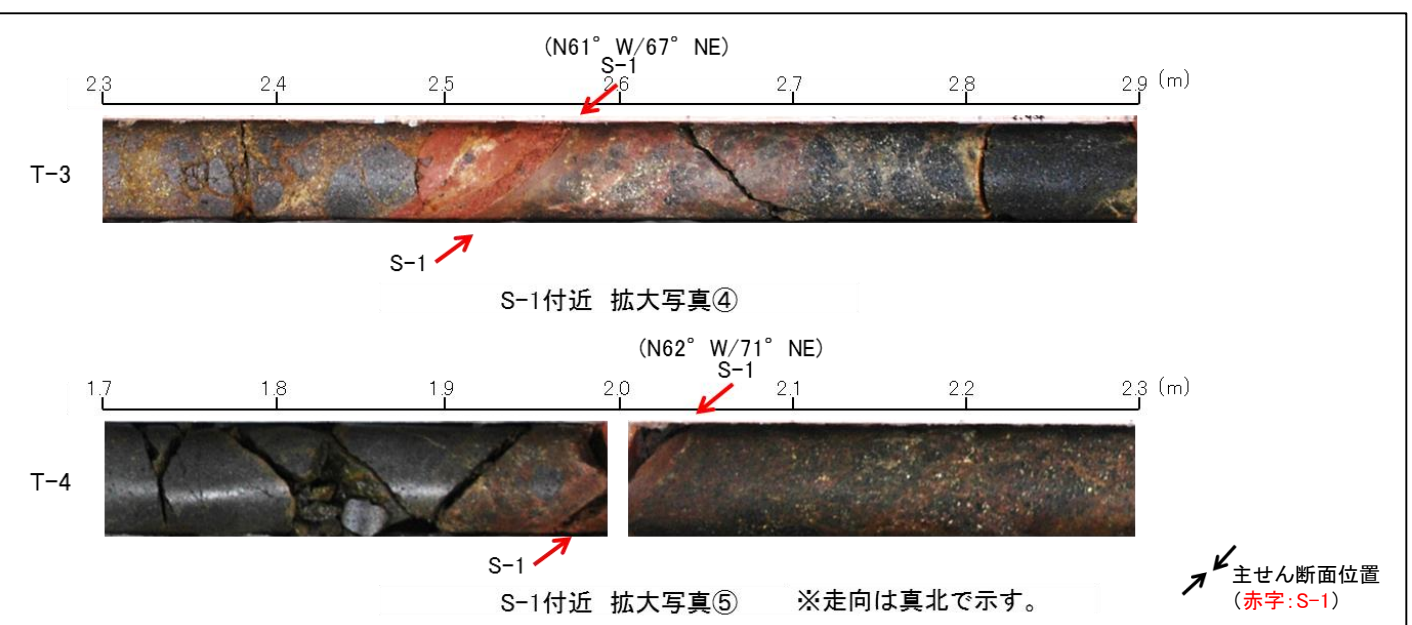 (N61° W/67° NE)
S-1
2.3 2.4 2.5 2.6 2.7 2.8 2.9 (m)
T-3
S-1
S-1付近 拡大写真④
(N62° W/71° NE)
S-1
1.7 1.8 1.9 2.0 2.1 2.2 2.3 (m)
T-4
S-1
S-1付近 拡大写真⑤ ※走向は真北で示す。
主せん断面位置
(赤字:S-1)